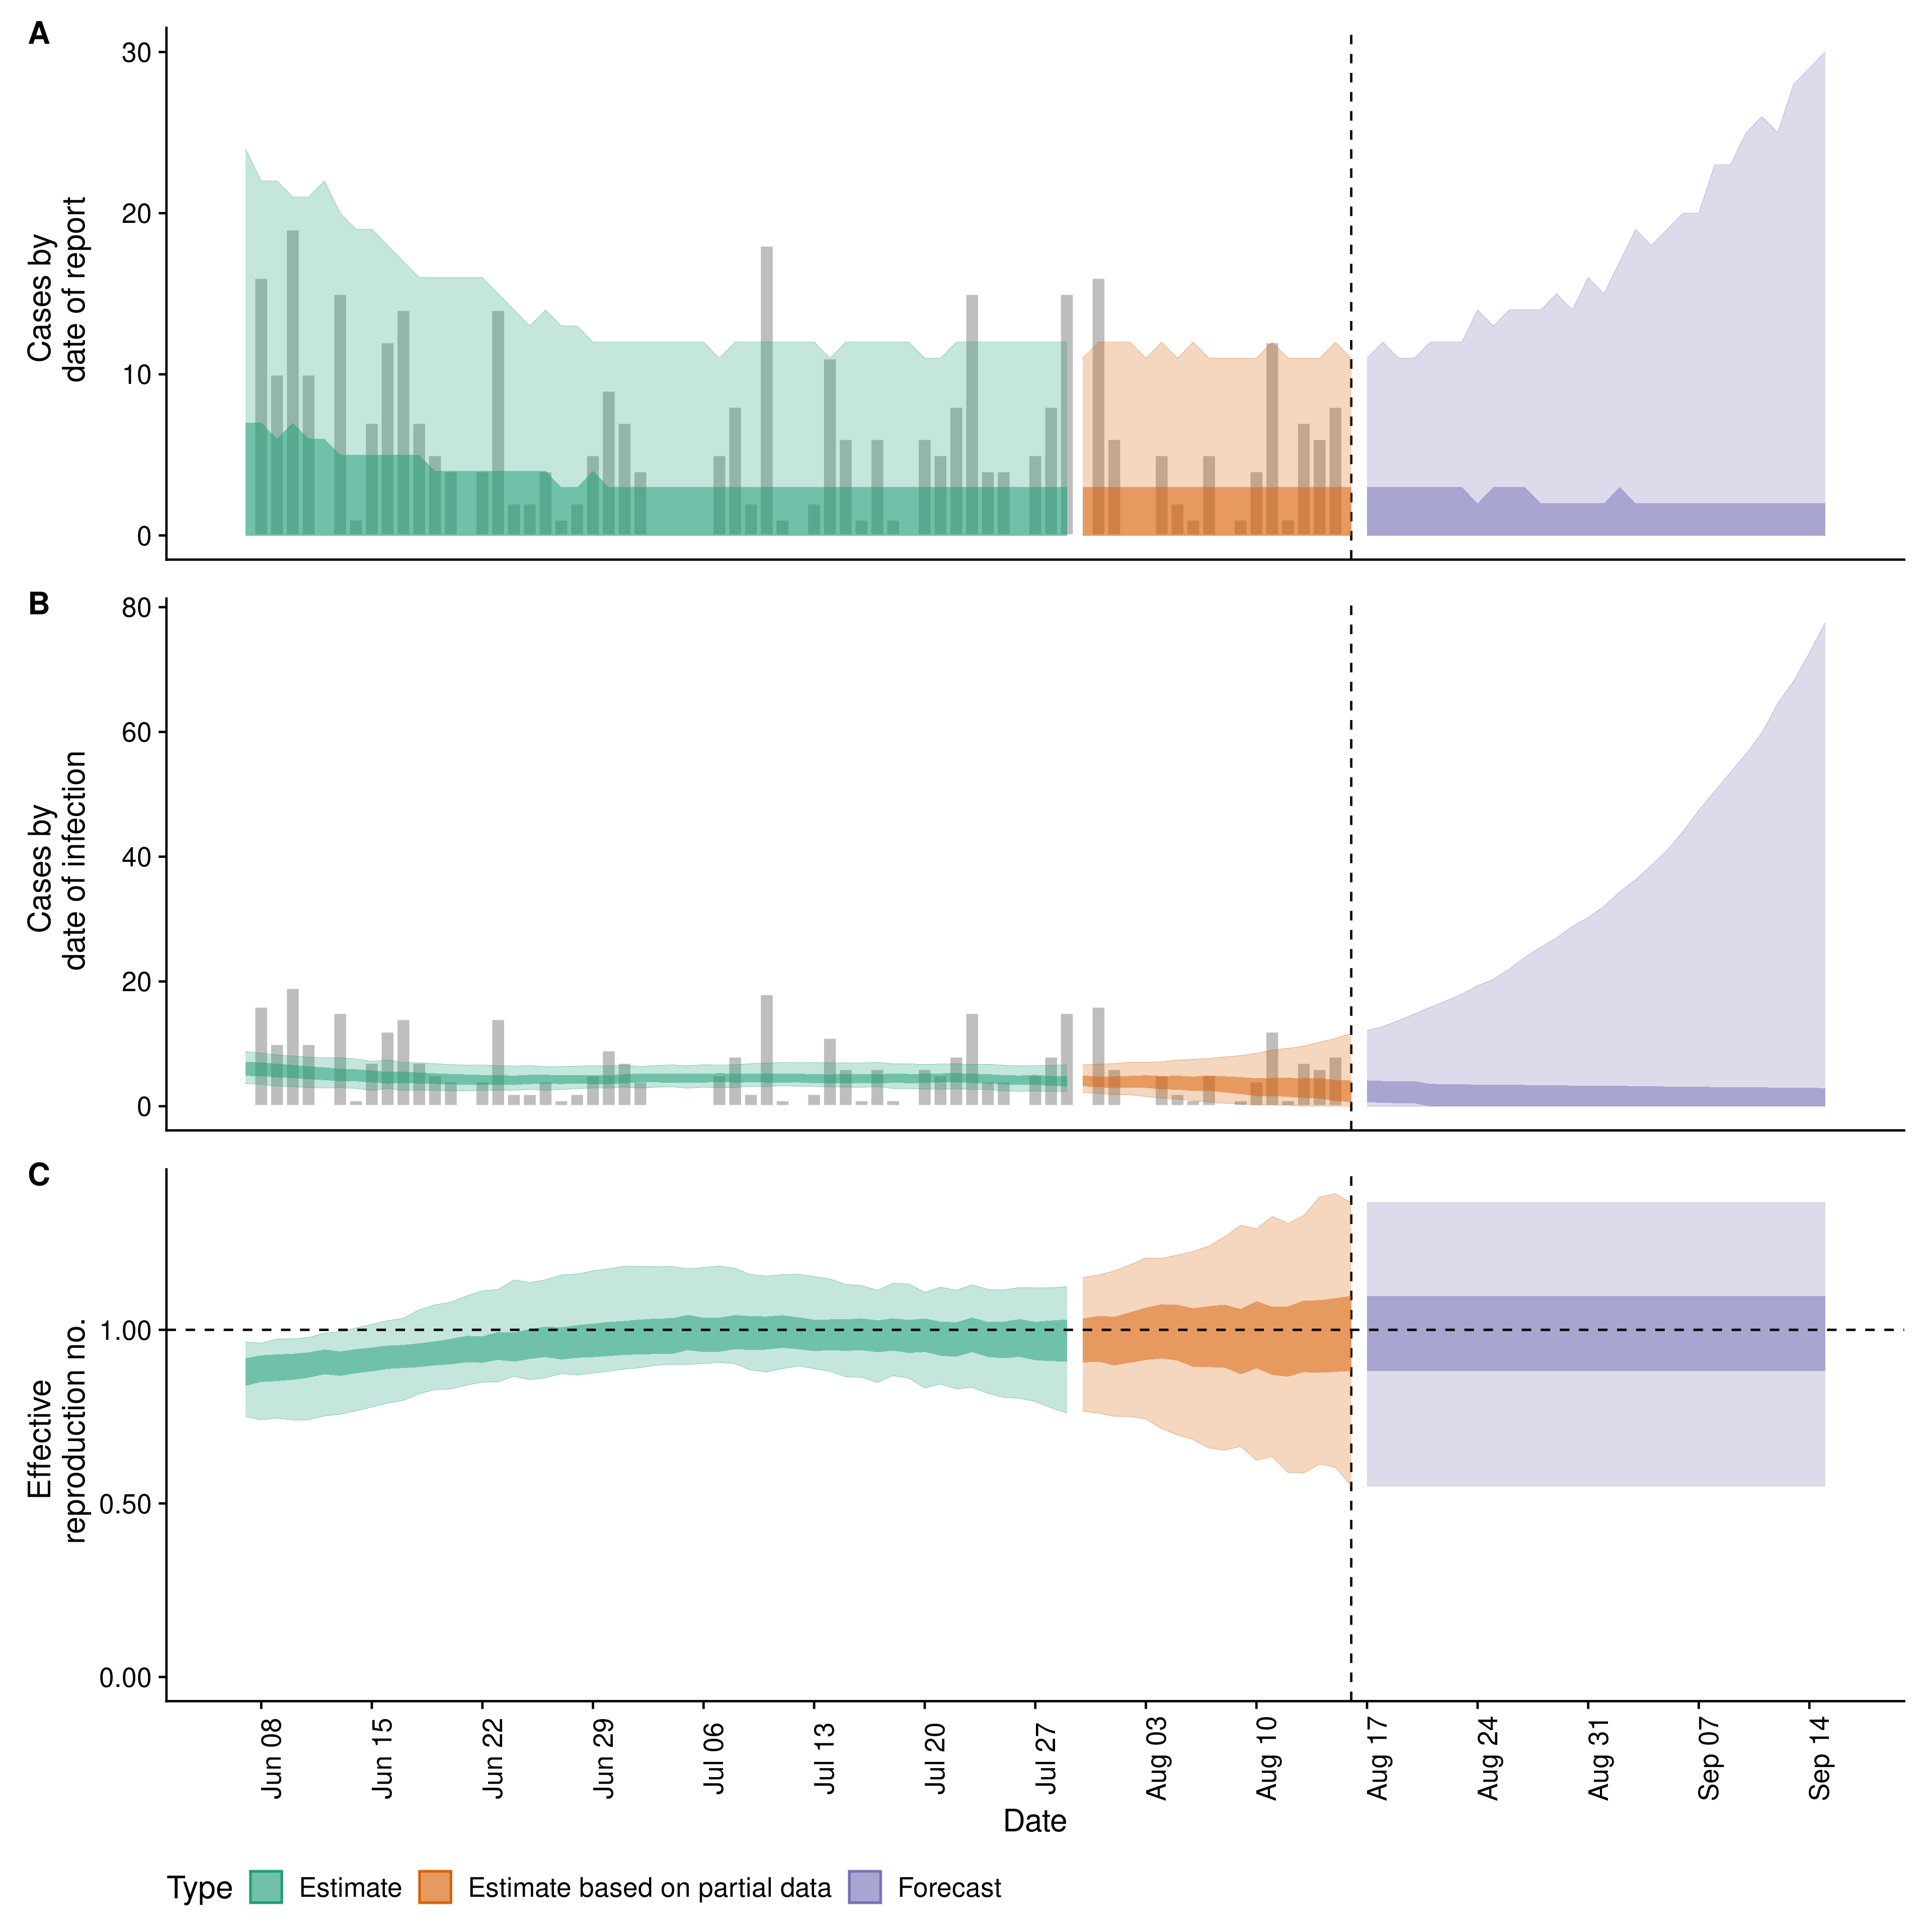 A
Cases by
date of report
30
20
10
0
B
Cases by
date of infection
80
60
40
20
0
C
Effective
reproduction no.
1.00
0.50
0.00
Jun 08
Jun 15
Jun 22
Jun 29
Jul 06
Jul 13
Jul 20
Jul 27
Aug 03
Aug 10
Aug 17
Aug 24
Aug 31
Sep 07
Sep 14
Date
Type Estimate Estimate based on partial data Forecast